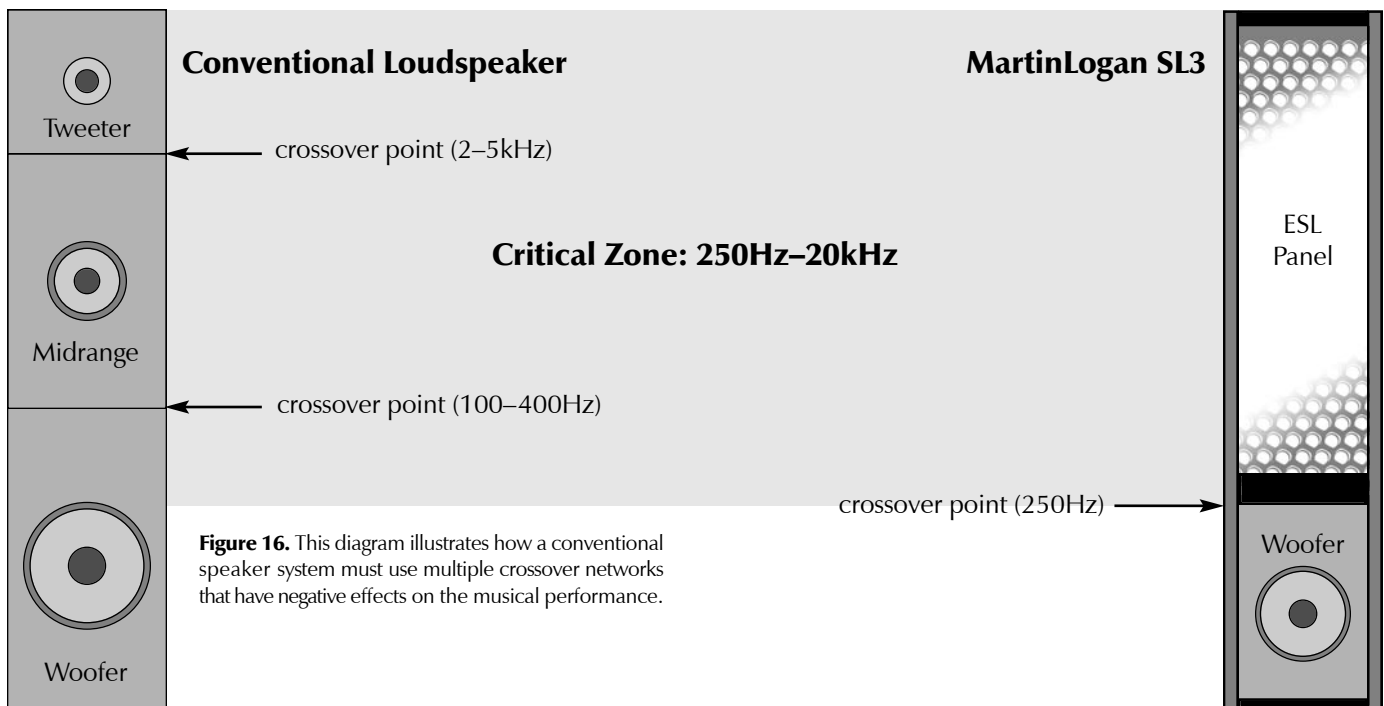 Conventional Loudspeaker
MartinLogan SL3
Tweeter
crossover point (2–5kHz)
ESL
Panel
Critical Zone: 250Hz–20kHz
Midrange
crossover point (100–400Hz)
crossover point (250Hz)
Woofer
Figure 16. This diagram illustrates how a conventional
speaker system must use multiple crossover networks
that have negative effects on the musical performance.
Woofer